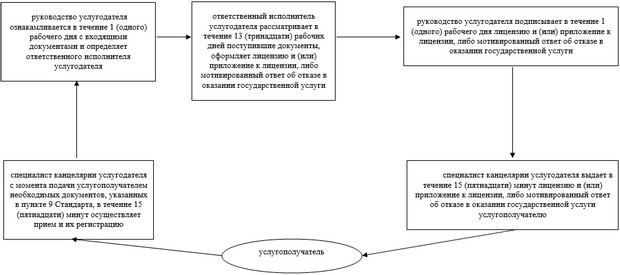 руководство услугодателя
ознакамливается в течение 1 (одного)
рабочего дня с входящими
документами и определяет
ответственного исполнителя
услугодателя
ответственный исполнитель
услугодателя рассматривает в
течение 13 (тринадцати) рабочих
дней поступившие документы,
оформляет лицензию и (или)
приложение к лицензии, либо
мотивированный ответ об отказе в
оказании государственной услуги
руководство услугодателя подписывает в течение 1
(одного) рабочего дня лицензию и (или) приложение к
лицензии, либо мотивированный ответ об отказе в
оказании государственной услуги
специалист канцелярии услугодателя выдает в
течение 15 (пятнадцати) минут лицензию и (или)
приложение к лицензии, либо мотивированный ответ
об отказе в оказании государственной услуги
услугополучателю
услугополучатель
специалист канцелярии услугодателя
с момента подачи услугополучателем
необходимых документов, указанных
в пункте 9 Стандарта, в течение 15
(пятнадцати) минут осуществляет
прием и их регистрацию